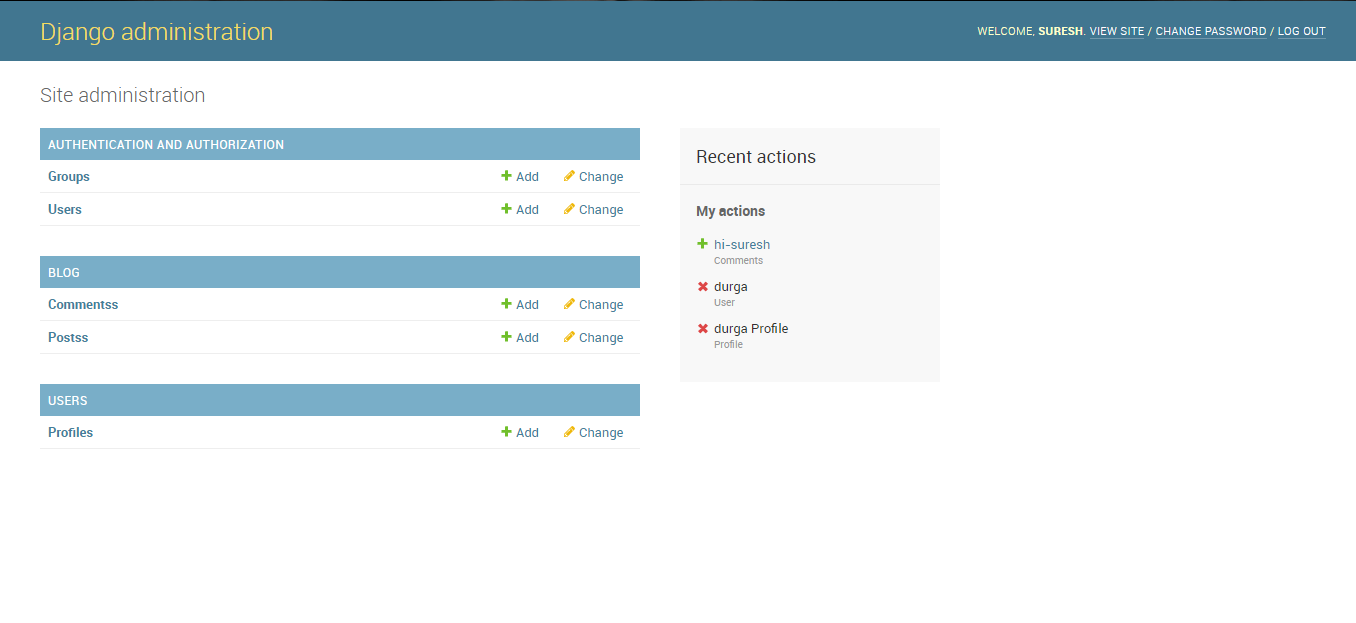 Django administration
WELCOME, SURESH. VIEW SITE / CHANGE PASSWORD / LOG OUT
Site administration
AUTHENTICATION AND AUTHORIZATION
Groups Add Change
Users Add Change
BLOG
Commentss Add Change
Postss Add Change
USERS
Profiles Add Change
Recent actions
My actions
hi-suresh
Comments
durga
User
durga Profile
Profile